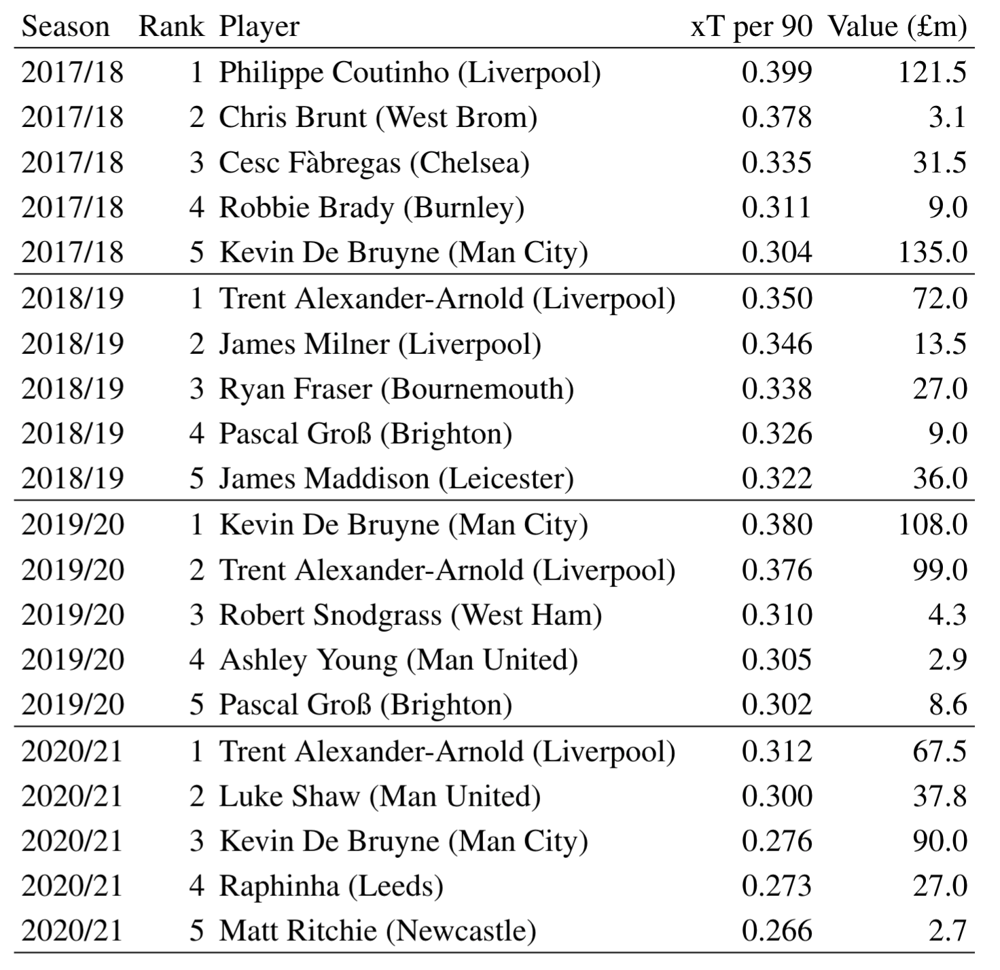 Season Rank Player xT per 90 Value (£m)
2017/18 1 Philippe Coutinho (Liverpool) 0.399 121.5
2017/18 2 Chris Brunt (West Brom) 0.378 3.1
2017/18 3 Cesc Fàbregas (Chelsea) 0.335 31.5
2017/18 4 Robbie Brady (Burnley) 0.311 9.0
2017/18 5 Kevin De Bruyne (Man City) 0.304 135.0
2018/19 1 Trent Alexander-Arnold (Liverpool) 0.350 72.0
2018/19 2 James Milner (Liverpool) 0.346 13.5
2018/19 3 Ryan Fraser (Bournemouth) 0.338 27.0
2018/19 4 Pascal Groß (Brighton) 0.326 9.0
2018/19 5 James Maddison (Leicester) 0.322 36.0
2019/20 1 Kevin De Bruyne (Man City) 0.380 108.0
2019/20 2 Trent Alexander-Arnold (Liverpool) 0.376 99.0
2019/20 3 Robert Snodgrass (West Ham) 0.310 4.3
2019/20 4 Ashley Young (Man United) 0.305 2.9
2019/20 5 Pascal Groß (Brighton) 0.302 8.6
2020/21 1 Trent Alexander-Arnold (Liverpool) 0.312 67.5
2020/21 2 Luke Shaw (Man United) 0.300 37.8
2020/21 3 Kevin De Bruyne (Man City) 0.276 90.0
2020/21 4 Raphinha (Leeds) 0.273 27.0
2020/21 5 Matt Ritchie (Newcastle) 0.266 2.7